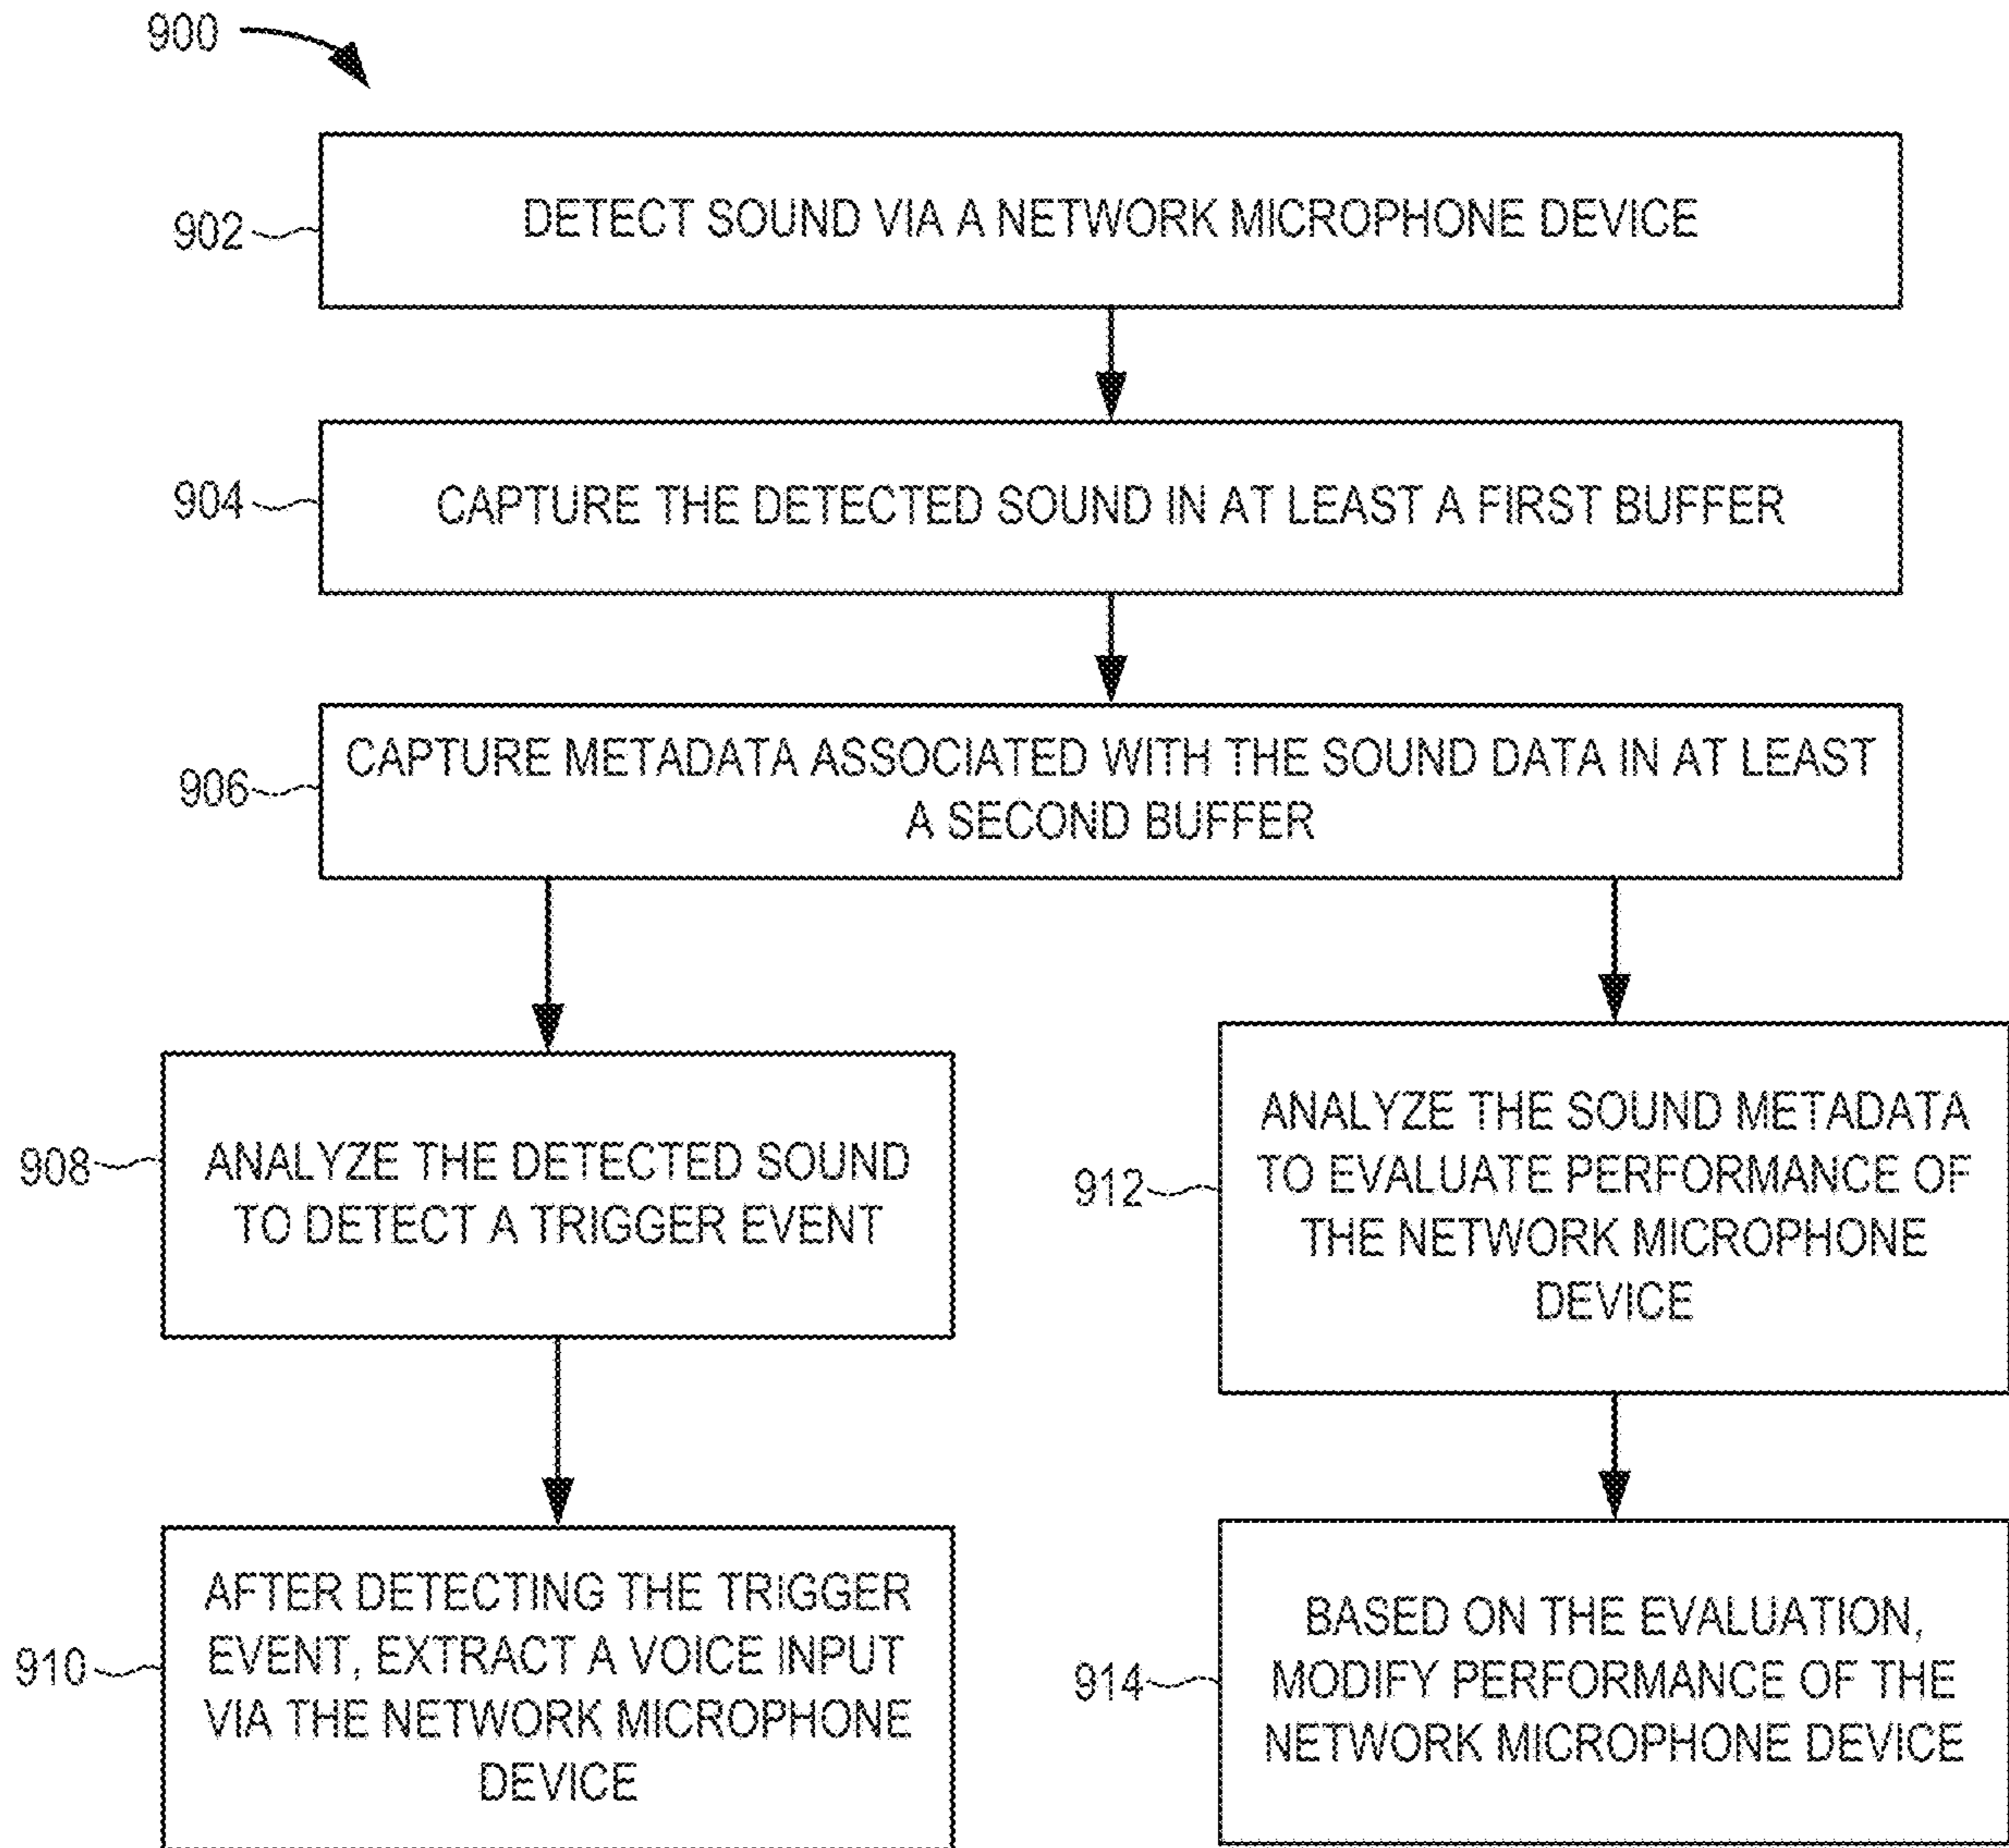 900
902
DETECT SOUND VIA A NETWORK MICROPHONE DEVICE
904
CAPTURE THE DETECTED SOUND IN AT LEAST A FIRST BUFFER
906
CAPTURE METADATA ASSOCIATED WITH THE SOUND DATA IN AT LEAST
A SECOND BUFFER
908
ANALYZE THE DETECTED SOUND
TO DETECT A TRIGGER EVENT
910
AFTER DETECTING THE TRIGGER
EVENT, EXTRACT A VOICE INPUT
VIA THE NETWORK MICROPHONE
DEVICE
912
ANALYZE THE SOUND METADATA
TO EVALUATE PERFORMANCE OF
THE NETWORK MICROPHONE
DEVICE
914
BASED ON THE EVALUATION,
MODIFY PERFORMANCE OF THE
NETWORK MICROPHONE DEVICE